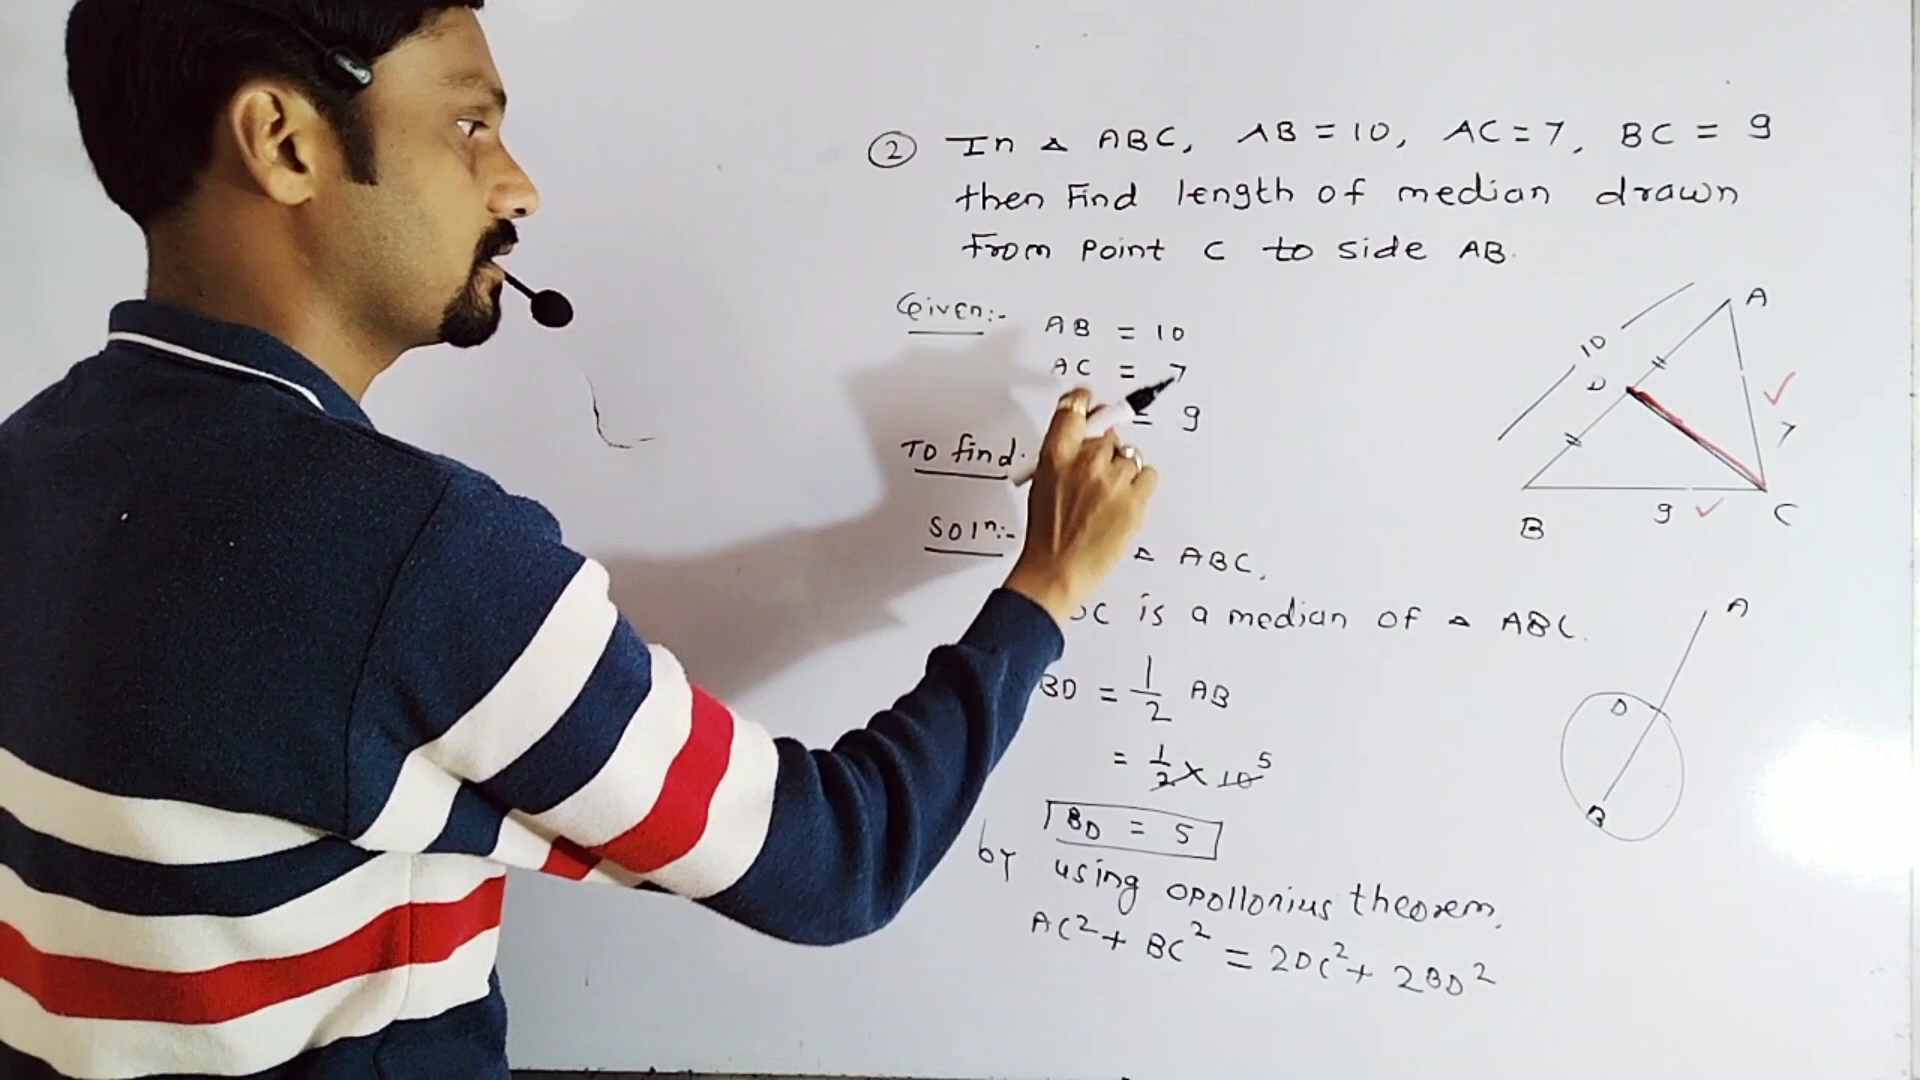 ② In △ ABC, AB = 10, AC = 7, BC = 9
then Find length of median drawn
from point C to side AB.
Given:- AB = 10
AC = 7
= 9
To find.
Soln:- △ ABC,
C is a median of △ ABC.
BD = 1/2 AB
= 1/2 × 10 5
BD = 5
by using opollonius theorem.
AC² + BC² = 2DC² + 2BD²
A
10
D
7
9
B
C
A
D
B